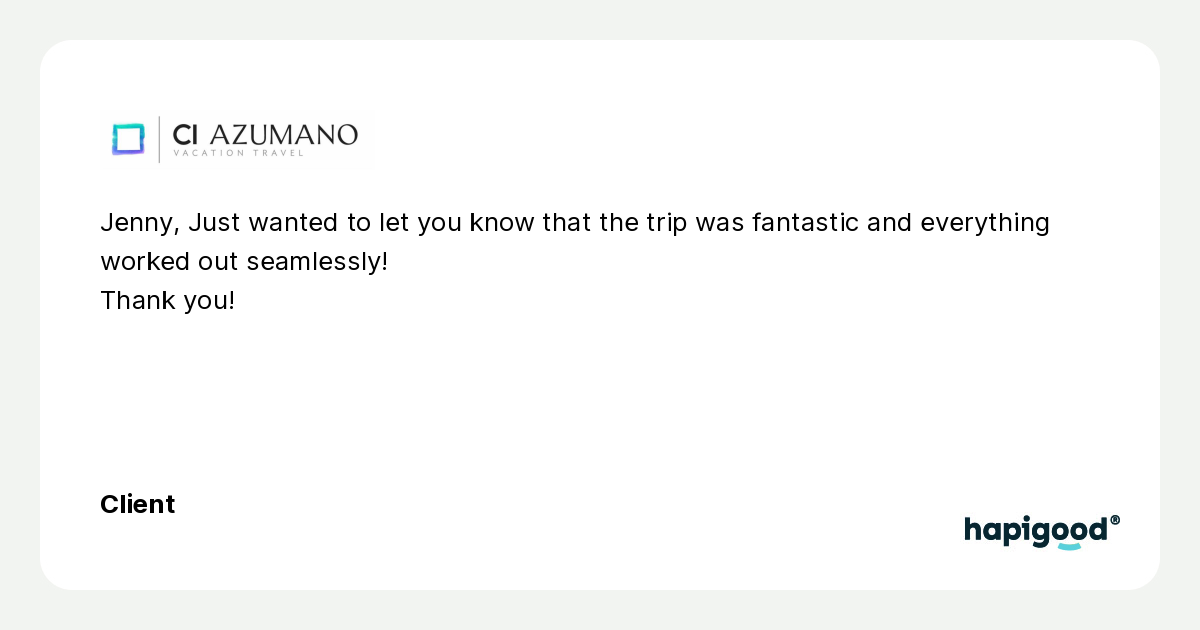 CI AZUMANO
VACATION TRAVEL
Jenny, Just wanted to let you know that the trip was fantastic and everything
worked out seamlessly!
Thank you!
Client
hapigood®